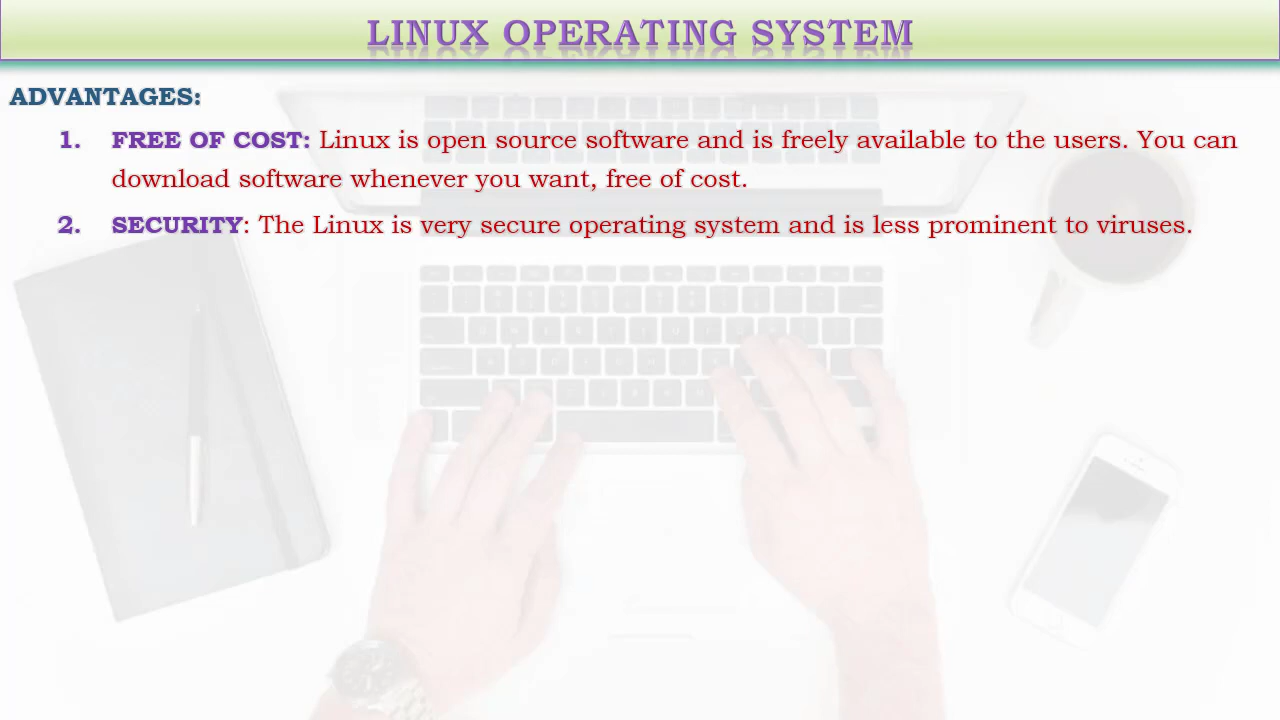 LINUX OPERATING SYSTEM
ADVANTAGES:
1. FREE OF COST: Linux is open source software and is freely available to the users. You can
download software whenever you want, free of cost.
2. SECURITY: The Linux is very secure operating system and is less prominent to viruses.